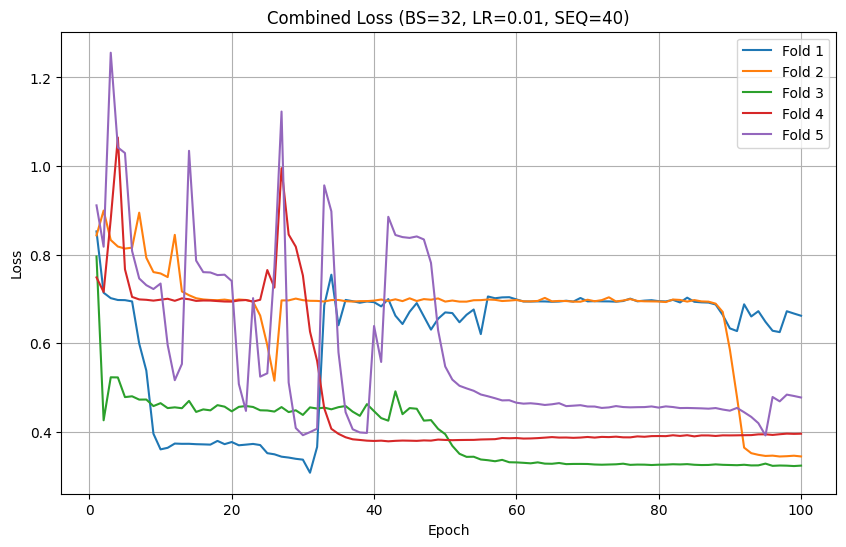 Combined Loss (BS=32, LR=0.01, SEQ=40)
Fold 1
Fold 2
Fold 3
Fold 4
Fold 5
Loss
1.2
1.0
0.8
0.6
0.4
0 20 40 60 80 100
Epoch